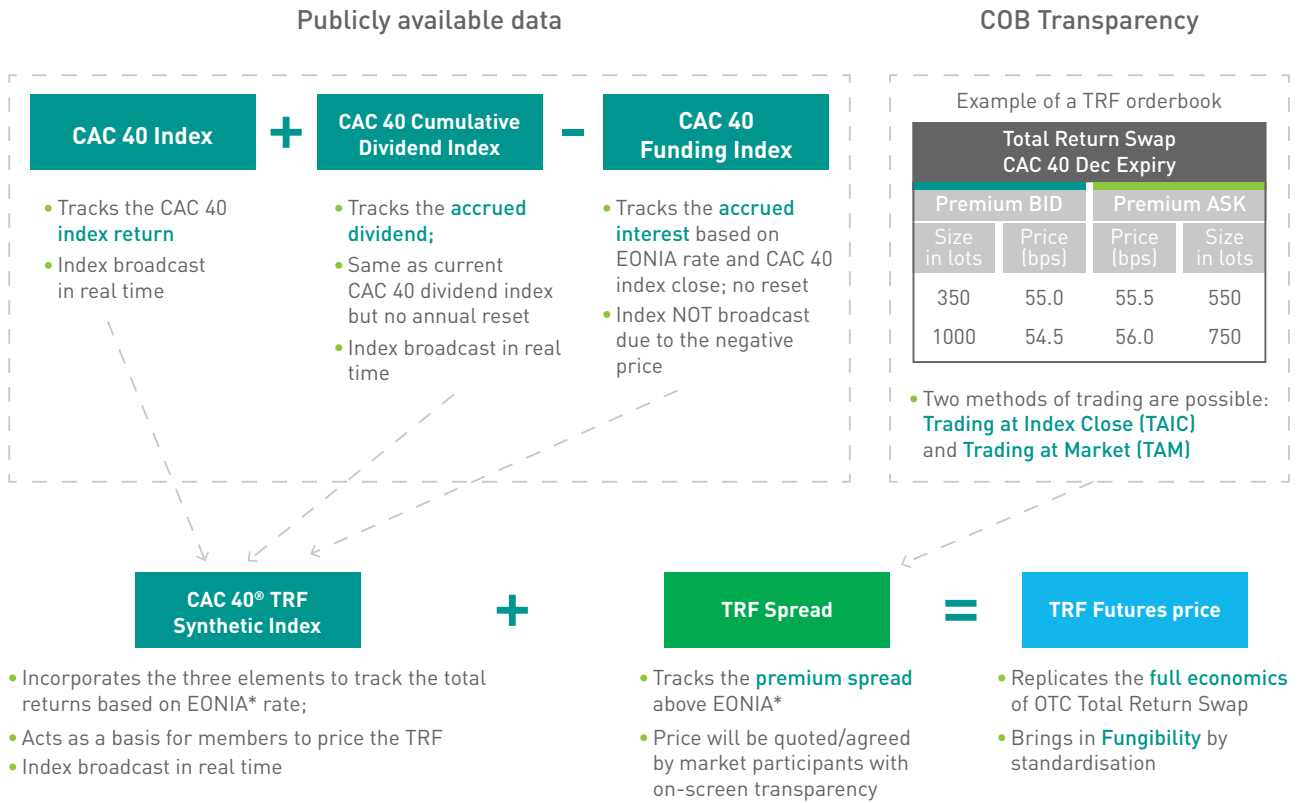 Publicly available data
COB Transparency
CAC 40 Index
+
CAC 40 Cumulative
Dividend Index
–
CAC 40
Funding Index
• Tracks the CAC 40
index return
• Index broadcast
in real time
• Tracks the accrued
dividend;
• Same as current
CAC 40 dividend index
but no annual reset
• Index broadcast in real
time
• Tracks the accrued
interest based on
EONIA rate and CAC 40
index close; no reset
• Index NOT broadcast
due to the negative
price
Example of a TRF orderbook
Total Return Swap
CAC 40 Dec Expiry
Premium BID Premium ASK
Size in lots Price (bps) Price (bps) Size in lots
350 55.0 55.5 550
1000 54.5 56.0 750
• Two methods of trading are possible:
Trading at Index Close (TAIC)
and Trading at Market (TAM)
CAC 40® TRF
Synthetic Index
+
TRF Spread
=
TRF Futures price
• Incorporates the three elements to track the total
returns based on EONIA* rate;
• Acts as a basis for members to price the TRF
• Index broadcast in real time
• Tracks the premium spread
above EONIA*
• Price will be quoted/agreed
by market participants with
on-screen transparency
• Replicates the full economics
of OTC Total Return Swap
• Brings in Fungibility by
standardisation